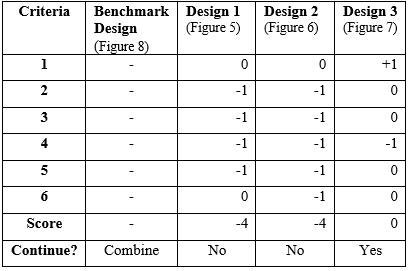 Criteria Benchmark Design 1 Design 2 Design 3
Design (Figure 5) (Figure 6) (Figure 7)
(Figure 8)
1 - 0 0 +1
2 - -1 -1 0
3 - -1 -1 0
4 - -1 -1 -1
5 - -1 -1 0
6 - 0 -1 0
Score - -4 -4 0
Continue? Combine No No Yes